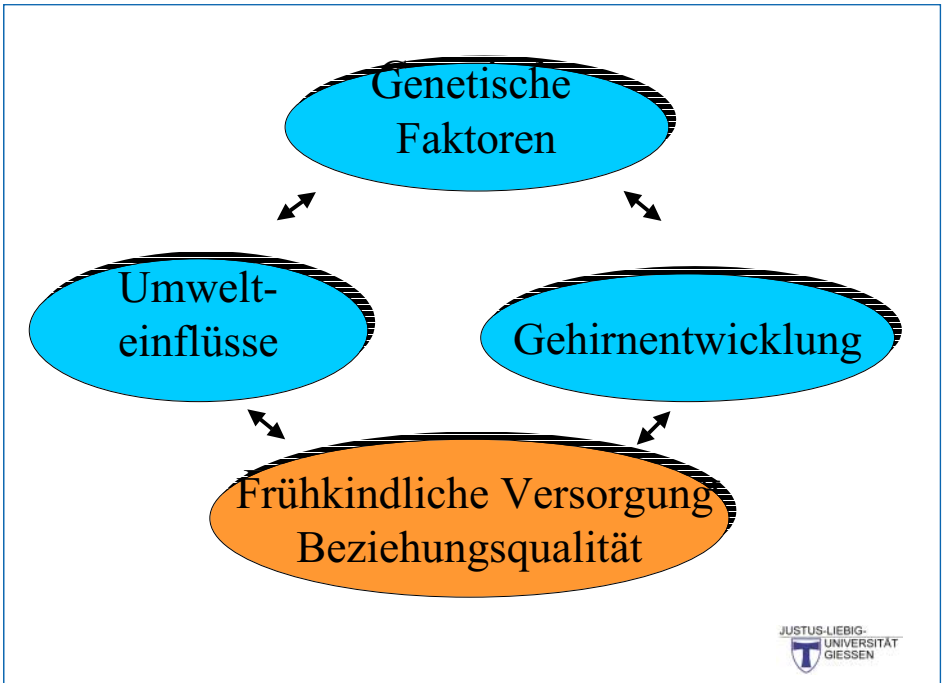 Genetische
Faktoren
Umwelt-
einflüsse
Gehirnentwicklung
Frühkindliche Versorgung
Beziehungsqualität
JUSTUS-LIEBIG-
UNIVERSITÄT
GIESSEN